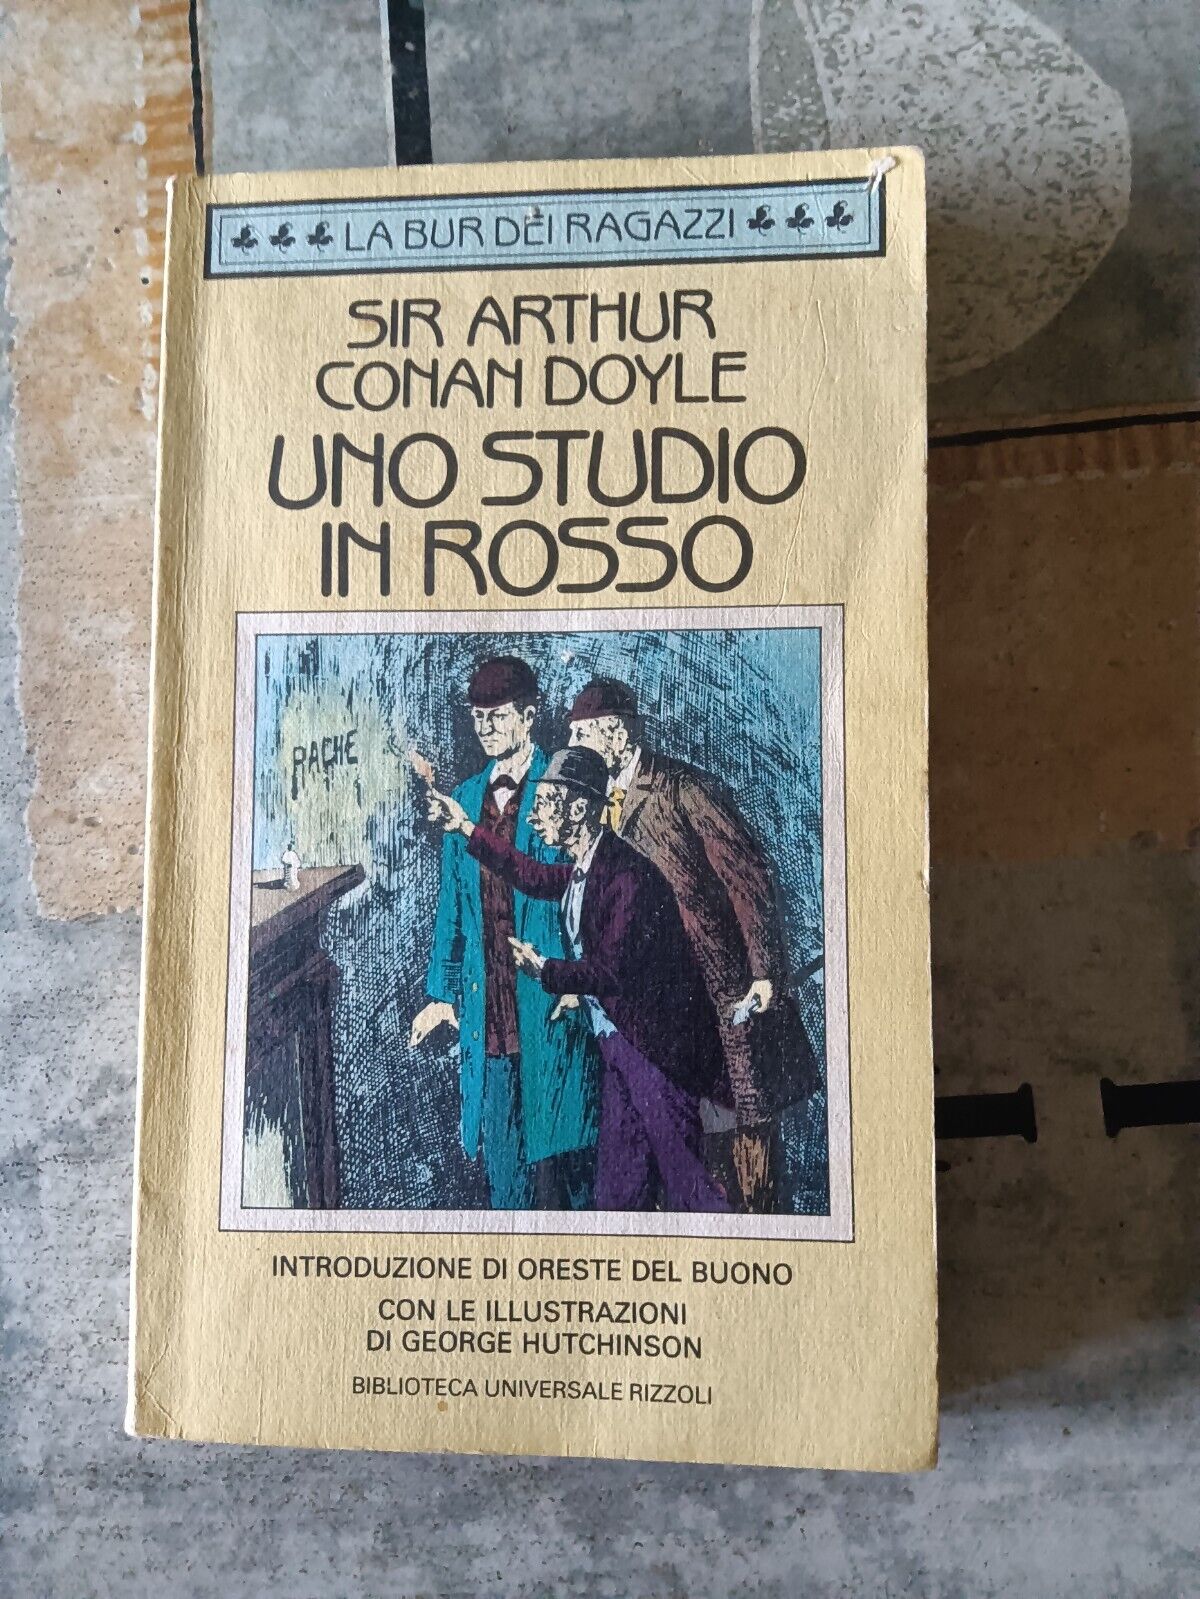 LA BUR DEI RAGAZZI
SIR ARTHUR
CONAN DOYLE
UNO STUDIO
IN ROSSO
RACHE
INTRODUZIONE DI ORESTE DEL BUONO
CON LE ILLUSTRAZIONI
DI GEORGE HUTCHINSON
BIBLIOTECA UNIVERSALE RIZZOLI